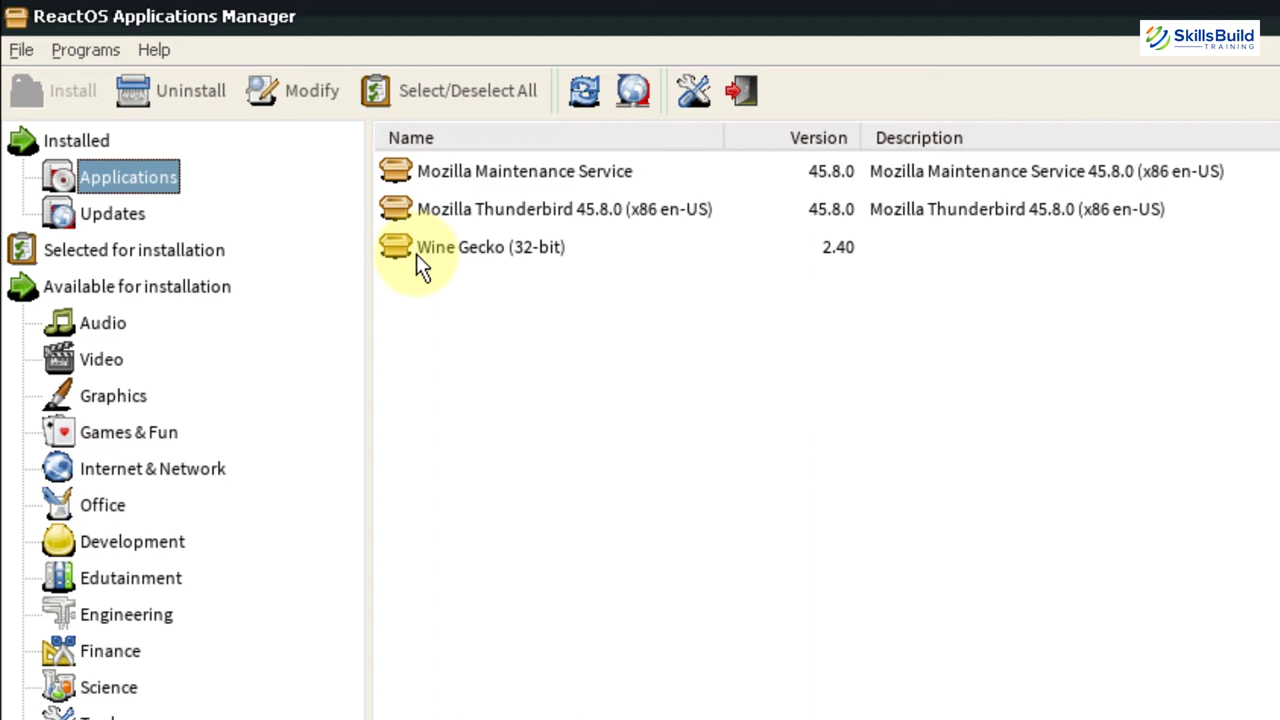 ReactOS Applications Manager
SkillsBuild
TRAINING
File Programs Help
Install Uninstall Modify Select/Deselect All
Installed
Applications
Updates
Selected for installation
Available for installation
Audio
Video
Graphics
Games & Fun
Internet & Network
Office
Development
Edutainment
Engineering
Finance
Science
Name Version Description
Mozilla Maintenance Service 45.8.0 Mozilla Maintenance Service 45.8.0 (x86 en-US)
Mozilla Thunderbird 45.8.0 (x86 en-US) 45.8.0 Mozilla Thunderbird 45.8.0 (x86 en-US)
Wine Gecko (32-bit) 2.40